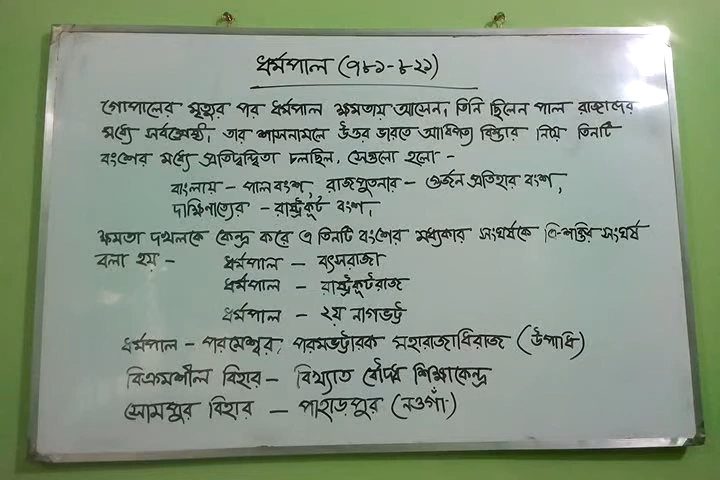 ধর্মপাল (৭৮১-৮২১)
গোপালের মৃত্যুর পর ধর্মপাল ক্ষমতায় আসেন, তিনি ছিলেন পাল রাজাদের
মধ্যে সর্বশ্রেষ্ঠ, তার শাসনামলে উত্তর ভারতে আধিপত্য বিস্তার নিয়ে তিনটি
বংশের মধ্যে প্রতিদ্বন্দ্বিতা চলছিল, সেগুলো হলো -
বাংলায় - পালবংশ, রাজপুতনার - গুর্জন প্রতিহার বংশ,
দাক্ষিনাত্যের - রাষ্ট্রকূট বংশ,
ক্ষমতা দখলকে কেন্দ্র করে এ তিনটি বংশের মধ্যকার সংঘর্ষকে ত্রি-শক্তির সংঘর্ষ
বলা হয় - ধর্মপাল - বৎসরাজা
ধর্মপাল - রাষ্ট্রকূটরাজ
ধর্মপাল - ২য় নাগভট্ট
ধর্মপাল - পরমেশ্বর, পরমভট্টারক মহারাজাধিরাজ (উপাধি)
বিক্রমশীল বিহার - বিখ্যাত বৌদ্ধ শিক্ষাকেন্দ্র
সোমপুর বিহার - পাহাড়পুর (নওগাঁ)